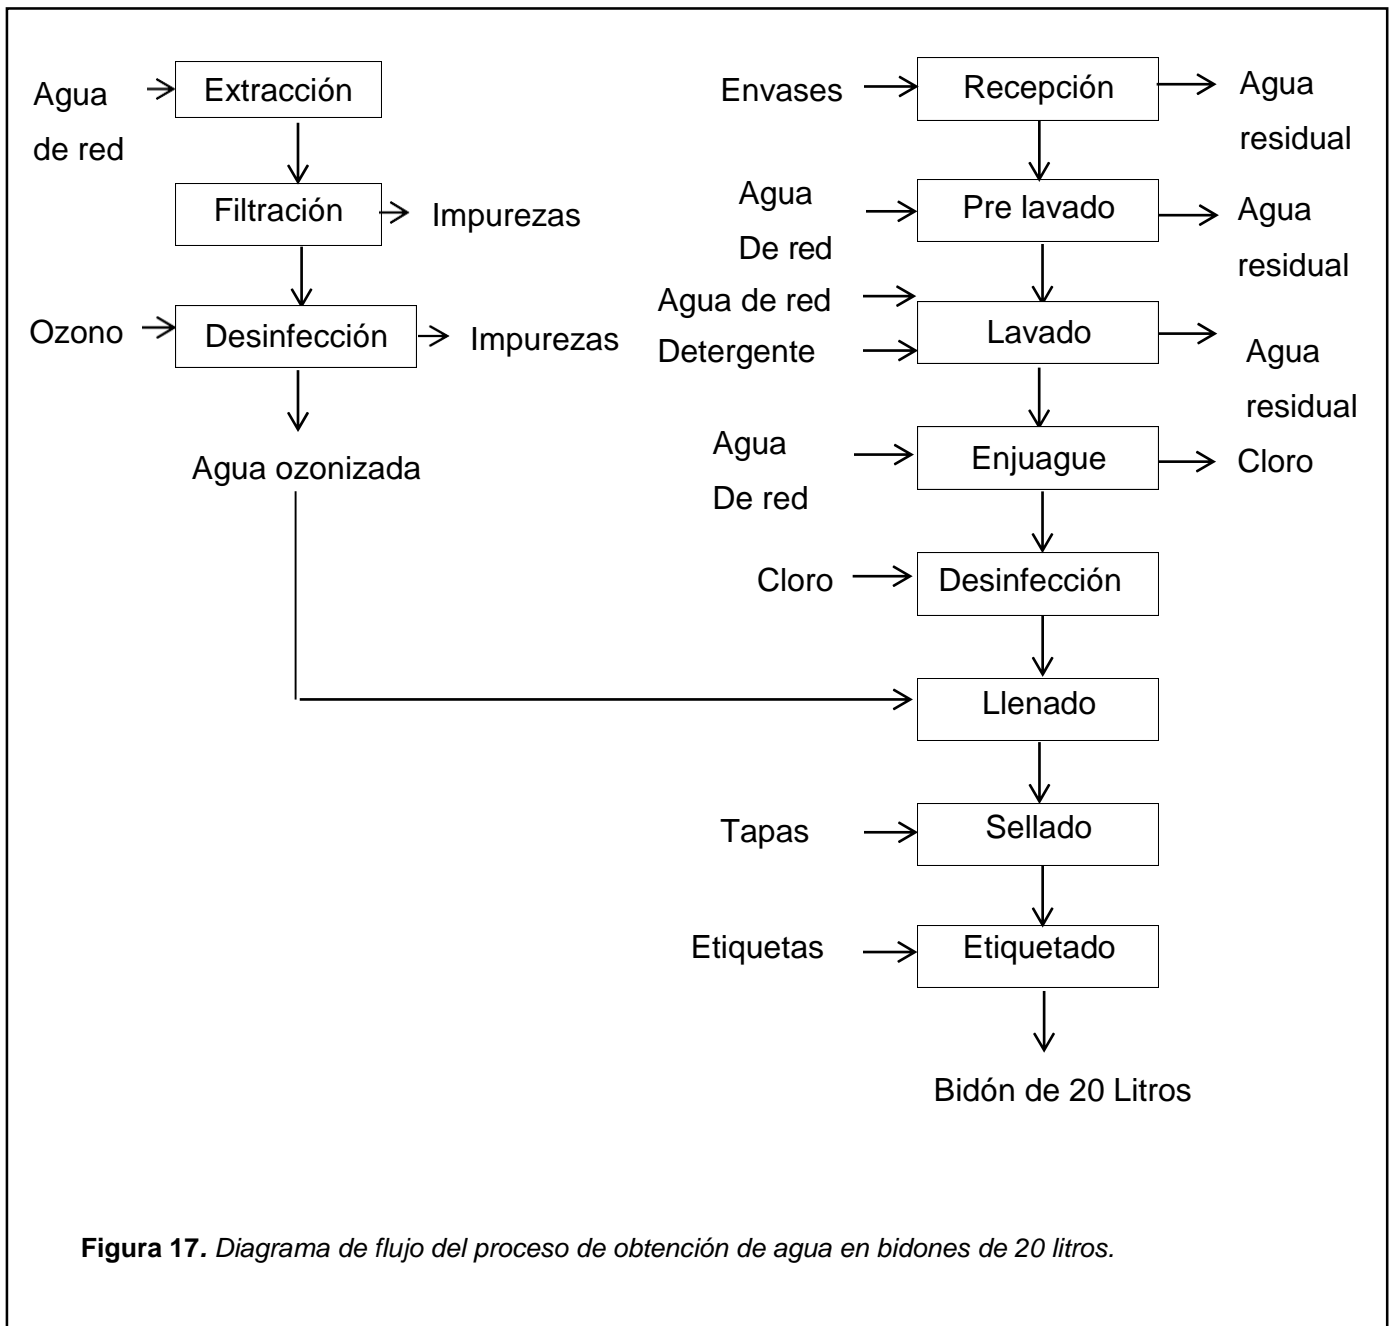 Agua
de red
Extracción
Filtración
Impurezas
Ozono
Desinfección
Impurezas
Agua ozonizada
Envases
Recepción
Agua
residual
Agua
De red
Pre lavado
Agua
residual
Agua de red
Detergente
Lavado
Agua
residual
Agua
De red
Enjuague
Cloro
Cloro
Desinfección
Llenado
Tapas
Sellado
Etiquetas
Etiquetado
Bidón de 20 Litros
Figura 17. Diagrama de flujo del proceso de obtención de agua en bidones de 20 litros.